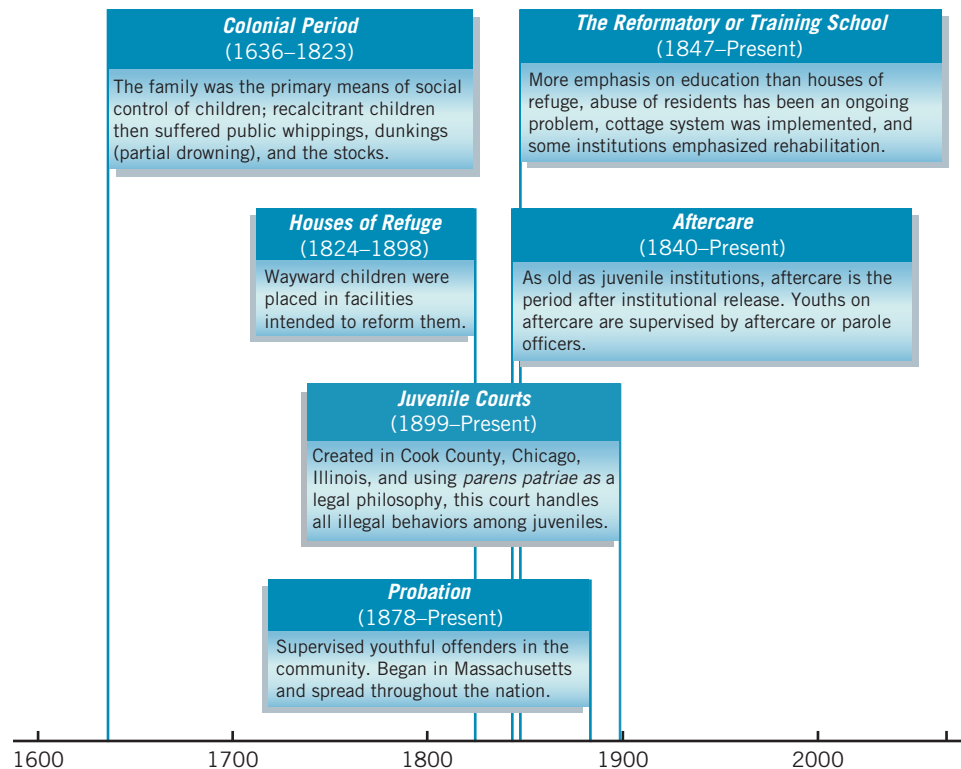 Colonial Period
(1636–1823)
The family was the primary means of social
control of children; recalcitrant children
then suffered public whippings, dunkings
(partial drowning), and the stocks.
The Reformatory or Training School
(1847–Present)
More emphasis on education than houses of
refuge, abuse of residents has been an ongoing
problem, cottage system was implemented, and
some institutions emphasized rehabilitation.
Houses of Refuge
(1824–1898)
Wayward children were
placed in facilities
intended to reform them.
Aftercare
(1840–Present)
As old as juvenile institutions, aftercare is the
period after institutional release. Youths on
aftercare are supervised by aftercare or parole
officers.
Juvenile Courts
(1899–Present)
Created in Cook County, Chicago,
Illinois, and using parens patriae as a
legal philosophy, this court handles
all illegal behaviors among juveniles.
Probation
(1878–Present)
Supervised youthful offenders in the
community. Began in Massachusetts
and spread throughout the nation.
1600 1700 1800 1900 2000